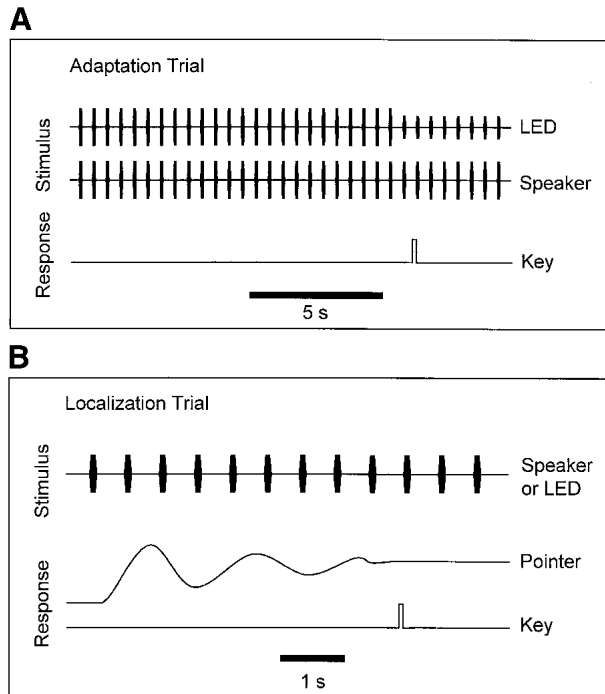 A
Adaptation Trial
Stimulus
LED
Speaker
Response
Key
5 s
B
Localization Trial
Stimulus
Speaker
or LED
Response
Pointer
Key
1 s